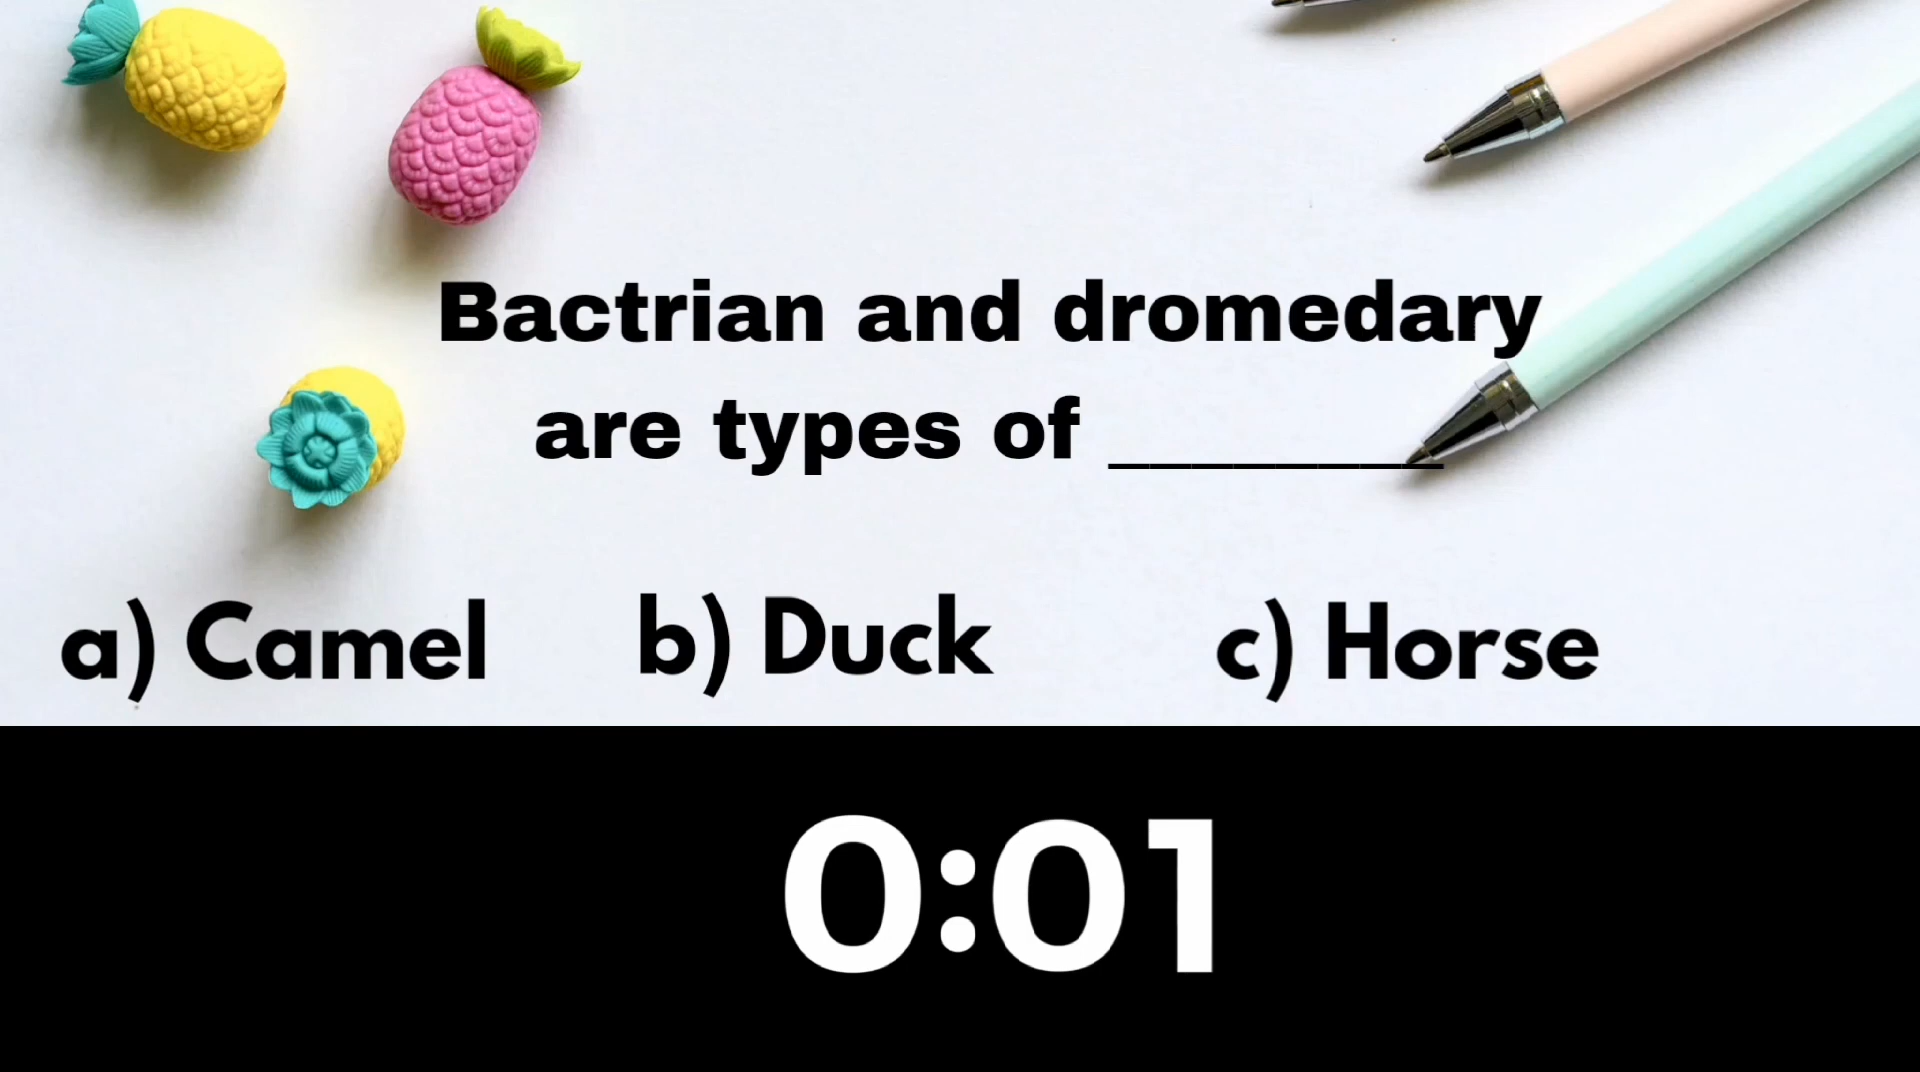 Bactrian and dromedary
are types of ________
a) Camel b) Duck c) Horse
0:01